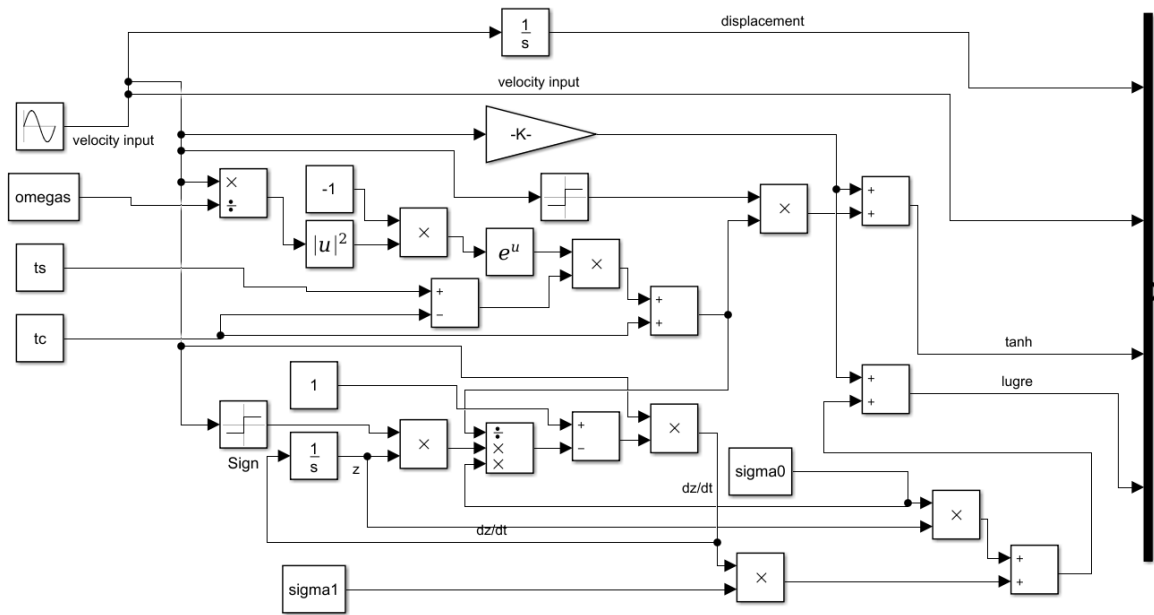 displacement
1
s
velocity input
velocity input
-K-
×
÷
omegas
-1
×
|u|²
eᵘ
×
×
+
+
ts
+
−
+
+
tc
tanh
1
+
+
lugre
×
÷
×
×
+
−
×
Sign
1
s
z
sigma0
dz/dt
dz/dt
×
+
+
sigma1
×